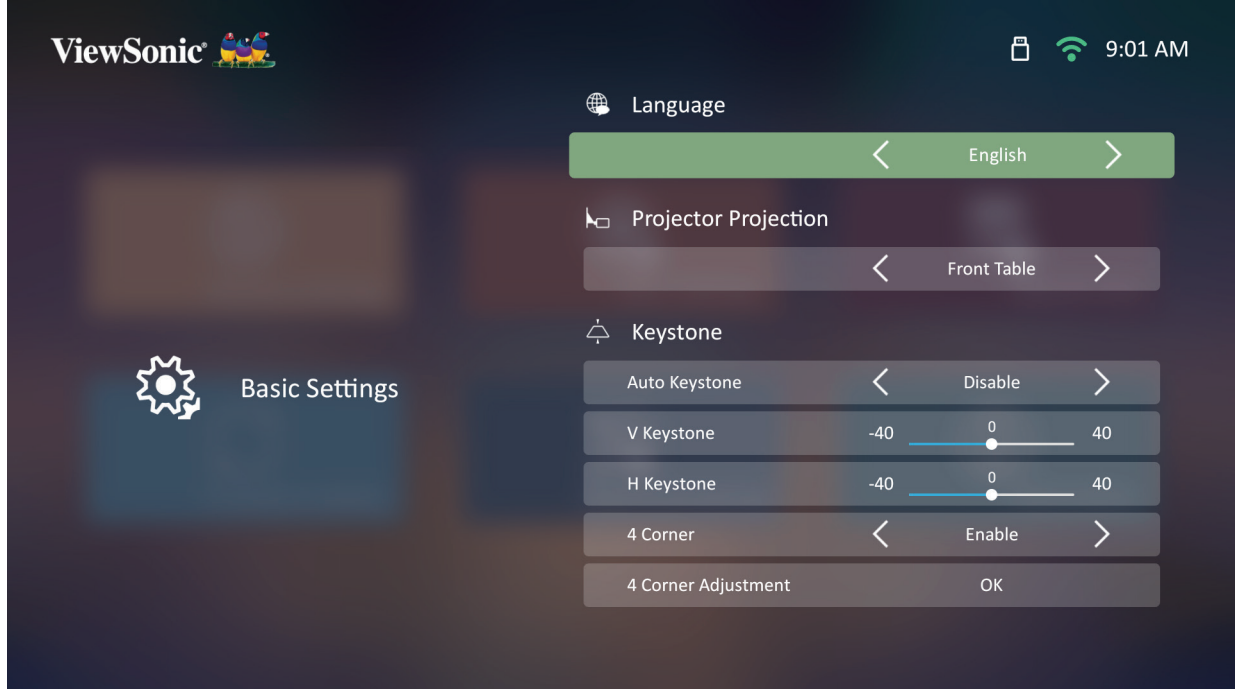 ViewSonic®
9:01 AM
Language
English
Projector Projection
Front Table
Keystone
Basic Settings
Auto Keystone Disable
V Keystone -40 0 40
H Keystone -40 0 40
4 Corner Enable
4 Corner Adjustment OK